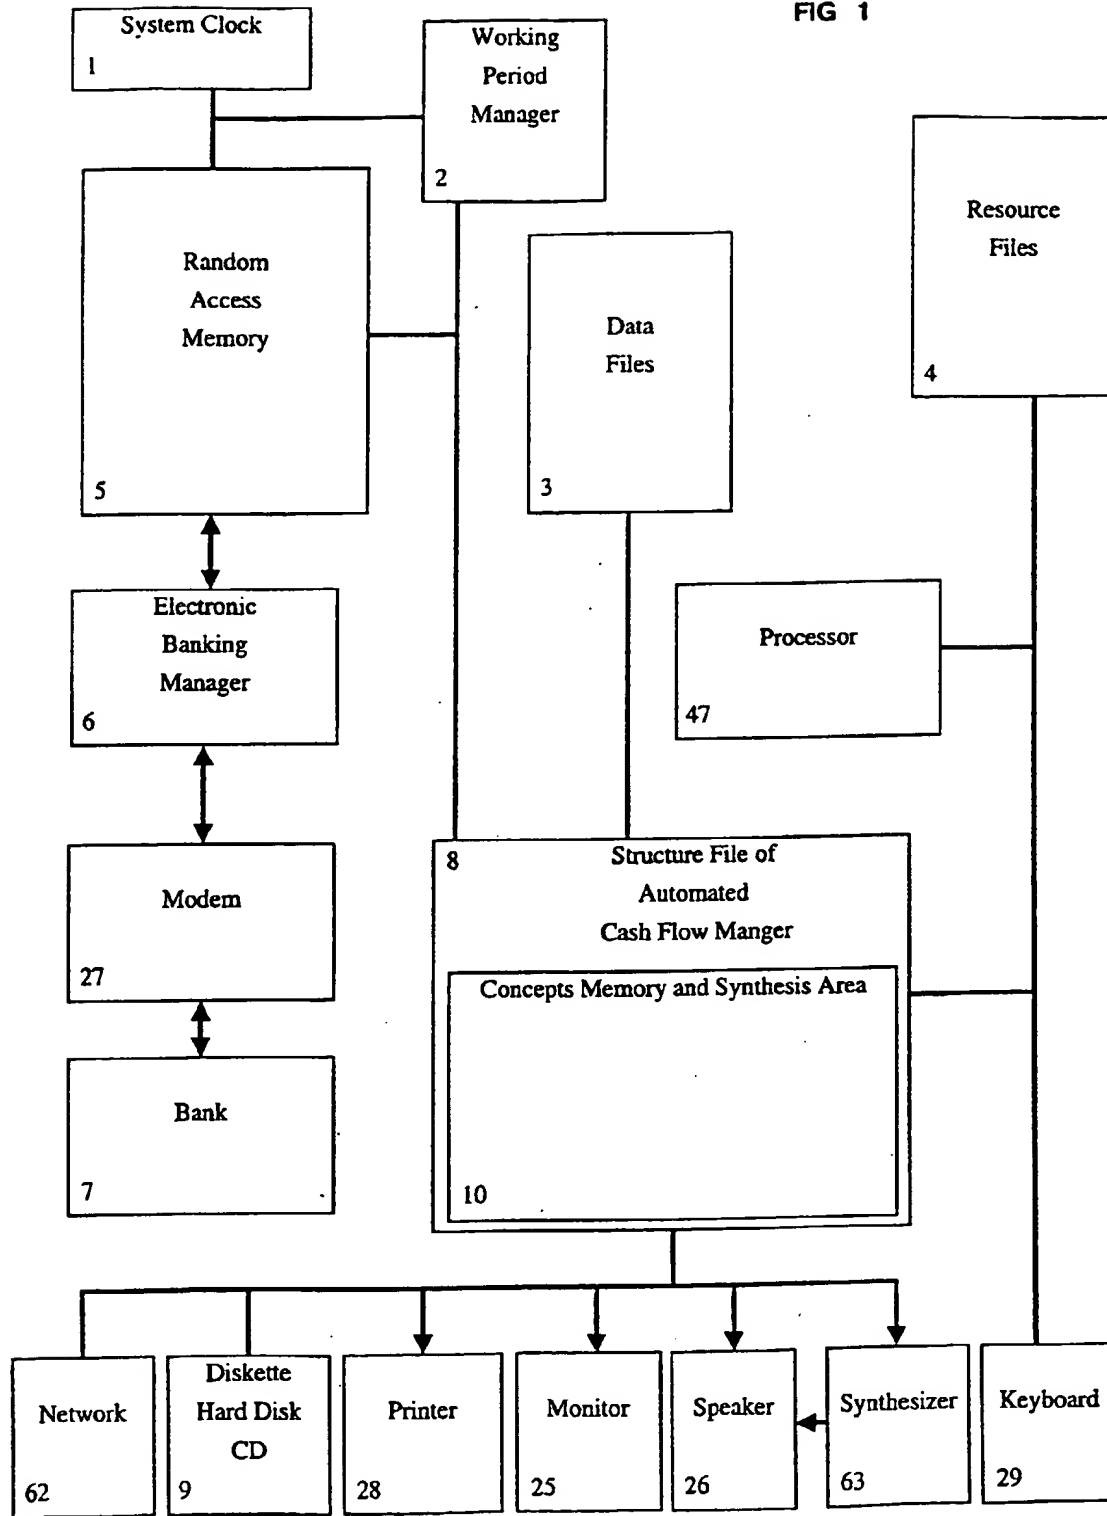 FIG 1
System Clock
1
Working
Period
Manager
2
Resource
Files
4
Random
Access
Memory
5
Data
Files
3
Electronic
Banking
Manager
6
Processor
47
Modem
27
8
Structure File of
Automated
Cash Flow Manger
Concepts Memory and Synthesis Area
10
Bank
7
Network
62
Diskette
Hard Disk
CD
9
Printer
28
Monitor
25
Speaker
26
Synthesizer
63
Keyboard
29